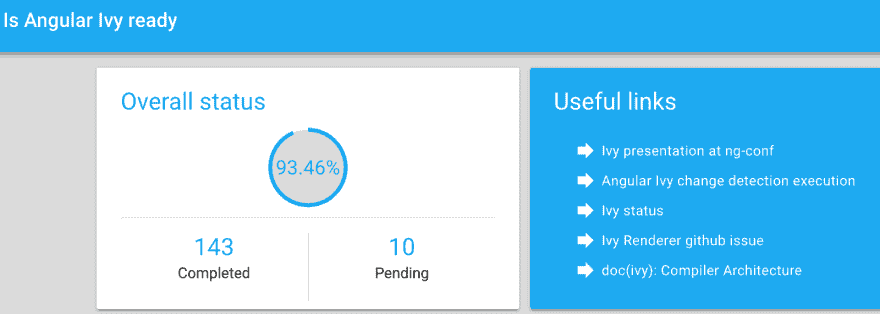 Is Angular Ivy ready
Overall status
93.46%
143
Completed
10
Pending
Useful links
Ivy presentation at ng-conf
Angular Ivy change detection execution
Ivy status
Ivy Renderer github issue
doc(ivy): Compiler Architecture